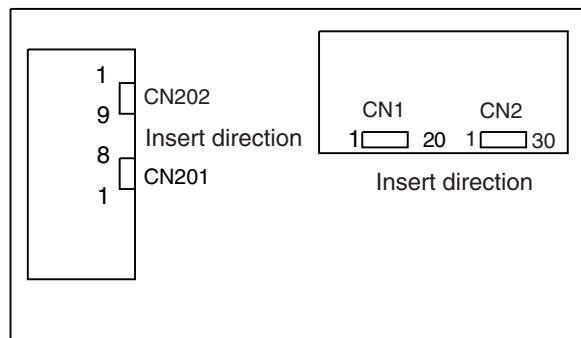 1
CN202
9
Insert direction
8
CN201
1
CN1
CN2
1 20
1 30
Insert direction